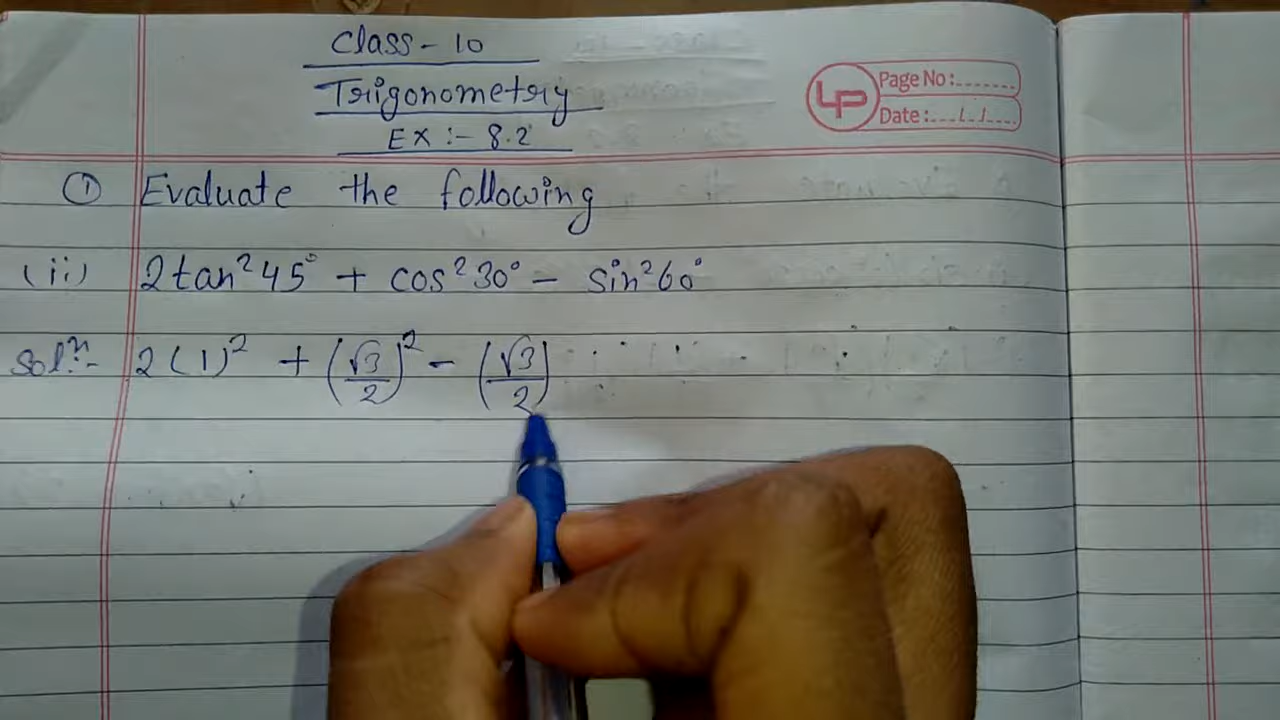 Class - 10
Trigonometry
EX :- 8.2
LP
Page No :.......
Date :...../..../.....
① Evaluate the following
(ii) 2tan²45° + cos²30° - sin²60°
Solⁿ:- 2(1)² + (√3/2)² - (√3/2)